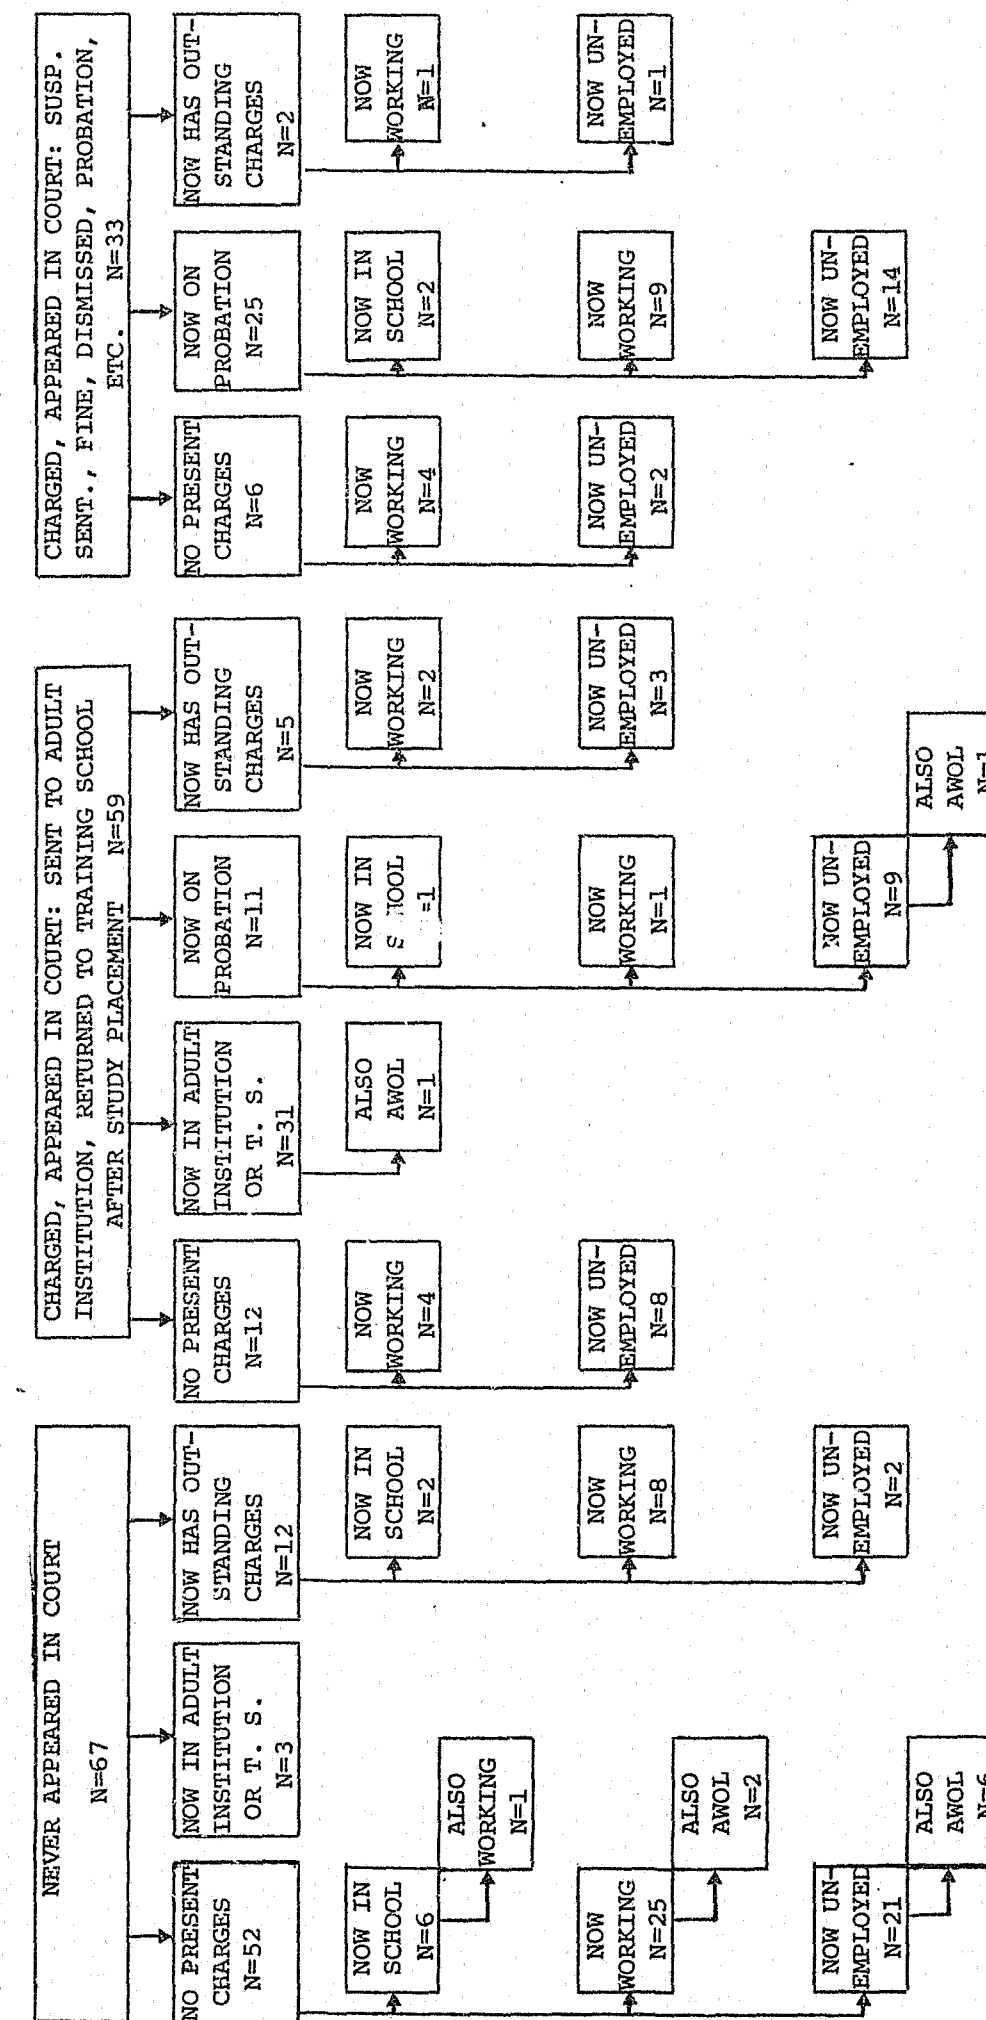 NEVER APPEARED IN COURT
N=67
NO PRESENT
CHARGES
N=52
NOW IN
SCHOOL
N=6
ALSO
WORKING
N=1
NOW
WORKING
N=25
ALSO
AWOL
N=2
NOW UN-
EMPLOYED
N=21
ALSO
AWOL
N=6
NOW IN ADULT
INSTITUTION
OR T. S.
N=3
NOW HAS OUT-
STANDING
CHARGES
N=12
NOW IN
SCHOOL
N=2
NOW
WORKING
N=8
NOW UN-
EMPLOYED
N=2
CHARGED, APPEARED IN COURT: SENT TO ADULT
INSTITUTION, RETURNED TO TRAINING SCHOOL
AFTER STUDY PLACEMENT N=59
NO PRESENT
CHARGES
N=12
NOW
WORKING
N=4
NOW UN-
EMPLOYED
N=8
NOW IN ADULT
INSTITUTION
OR T. S.
N=31
ALSO
AWOL
N=1
NOW ON
PROBATION
N=11
NOW IN
S HOOL
=1
NOW
WORKING
N=1
NOW UN-
EMPLOYED
N=9
ALSO
AWOL
N=1
NOW HAS OUT-
STANDING
CHARGES
N=5
NOW
WORKING
N=2
NOW UN-
EMPLOYED
N=3
CHARGED, APPEARED IN COURT: SUSP.
SENT., FINE, DISMISSED, PROBATION,
ETC. N=33
NO PRESENT
CHARGES
N=6
NOW
WORKING
N=4
NOW UN-
EMPLOYED
N=2
NOW ON
PROBATION
N=25
NOW IN
SCHOOL
N=2
NOW
WORKING
N=9
NOW UN-
EMPLOYED
N=14
NOW HAS OUT-
STANDING
CHARGES
N=2
NOW
WORKING
N=1
NOW UN-
EMPLOYED
N=1